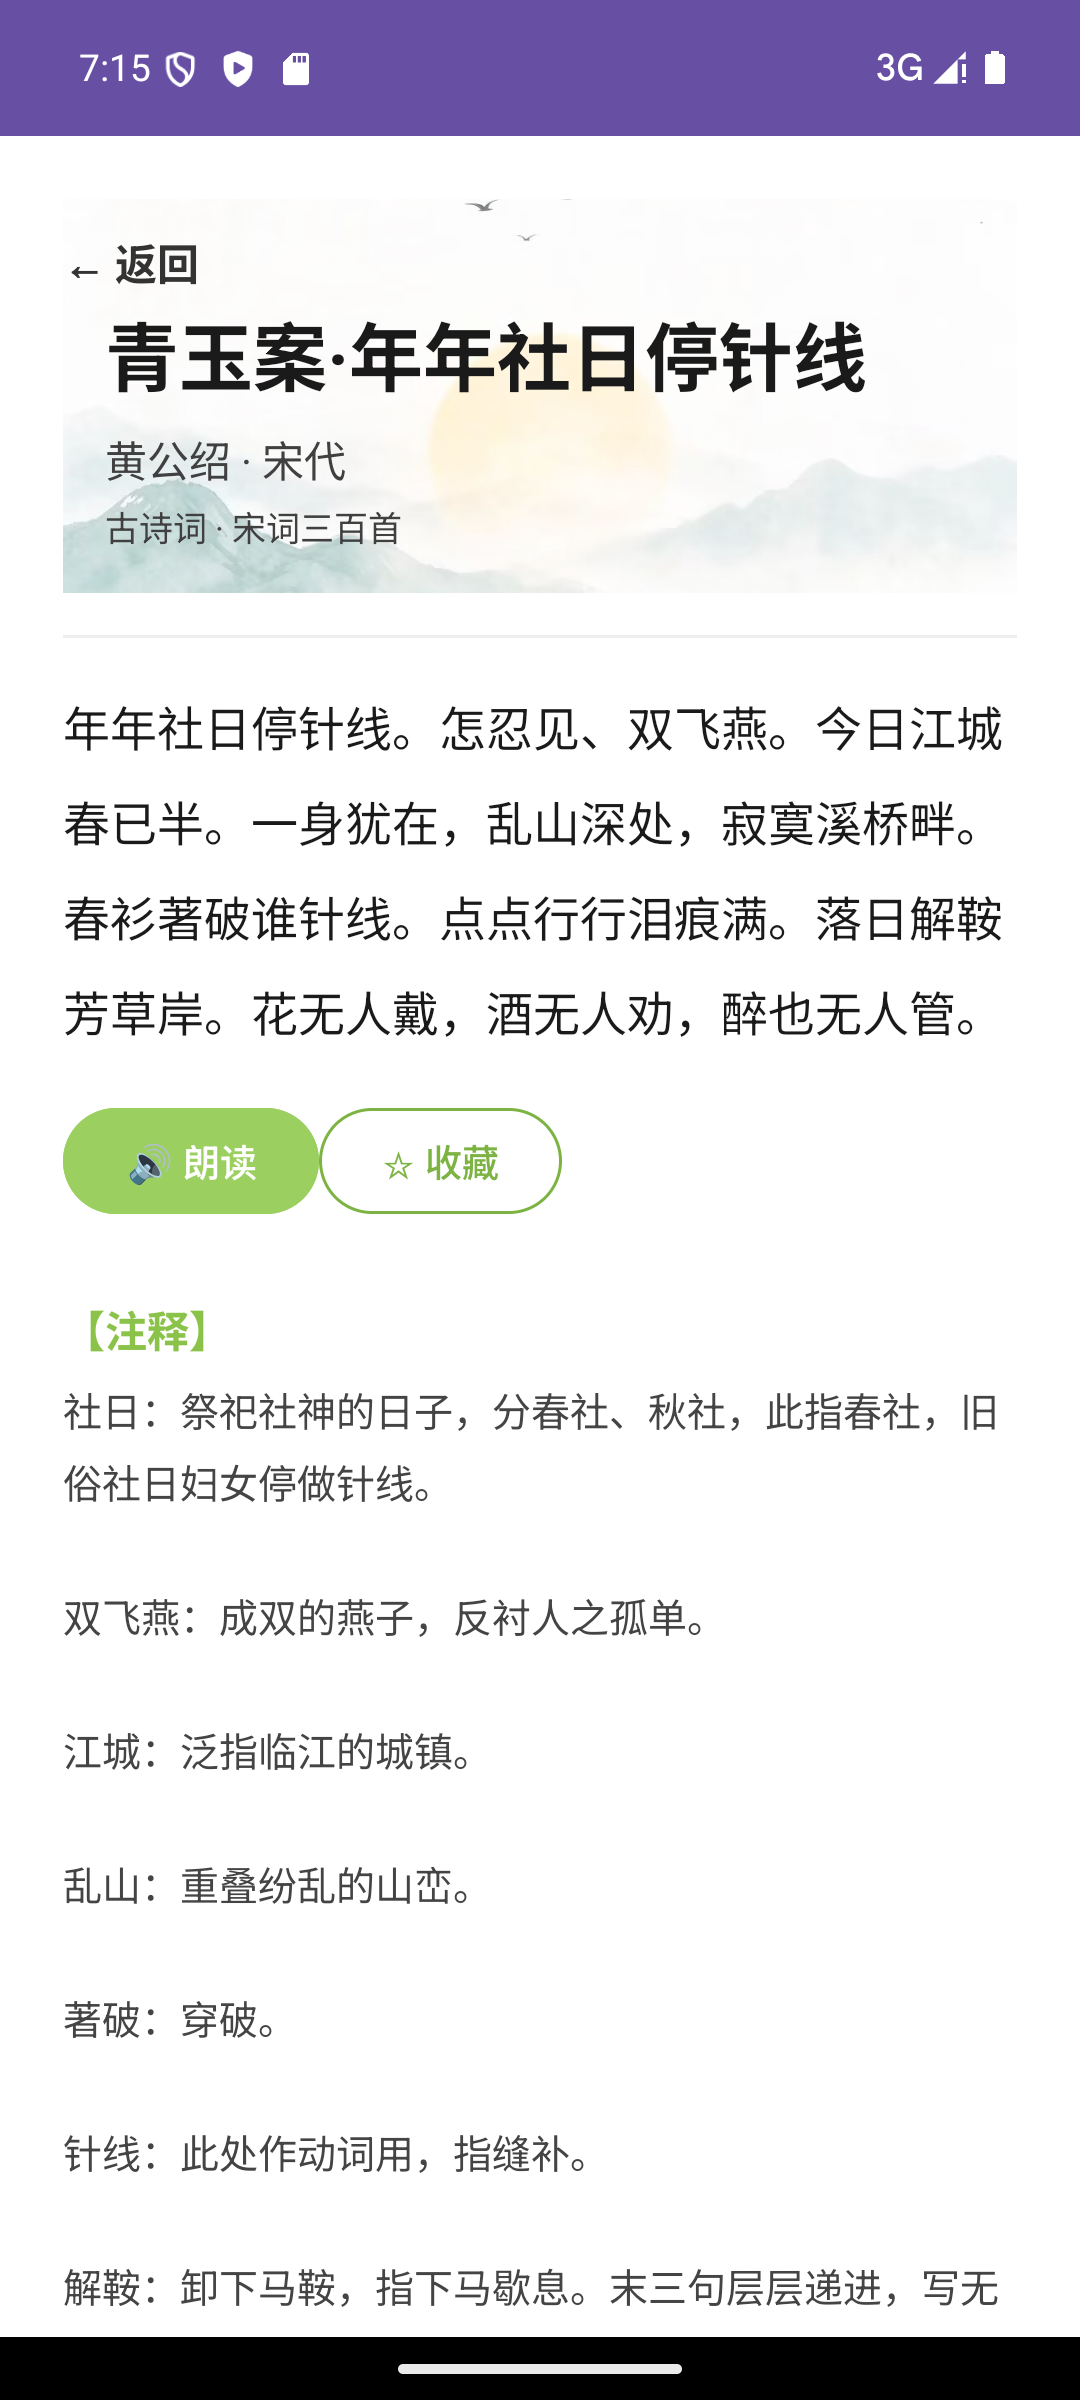 7:15
3G
← 返回
青玉案·年年社日停针线
黄公绍 · 宋代
古诗词 · 宋词三百首
年年社日停针线。怎忍见、双飞燕。今日江城
春已半。一身犹在，乱山深处，寂寞溪桥畔。
春衫著破谁针线。点点行行泪痕满。落日解鞍
芳草岸。花无人戴，酒无人劝，醉也无人管。
🔊 朗读
☆ 收藏
【注释】
社日：祭祀社神的日子，分春社、秋社，此指春社，旧
俗社日妇女停做针线。
双飞燕：成双的燕子，反衬人之孤单。
江城：泛指临江的城镇。
乱山：重叠纷乱的山峦。
著破：穿破。
针线：此处作动词用，指缝补。
解鞍：卸下马鞍，指下马歇息。末三句层层递进，写无